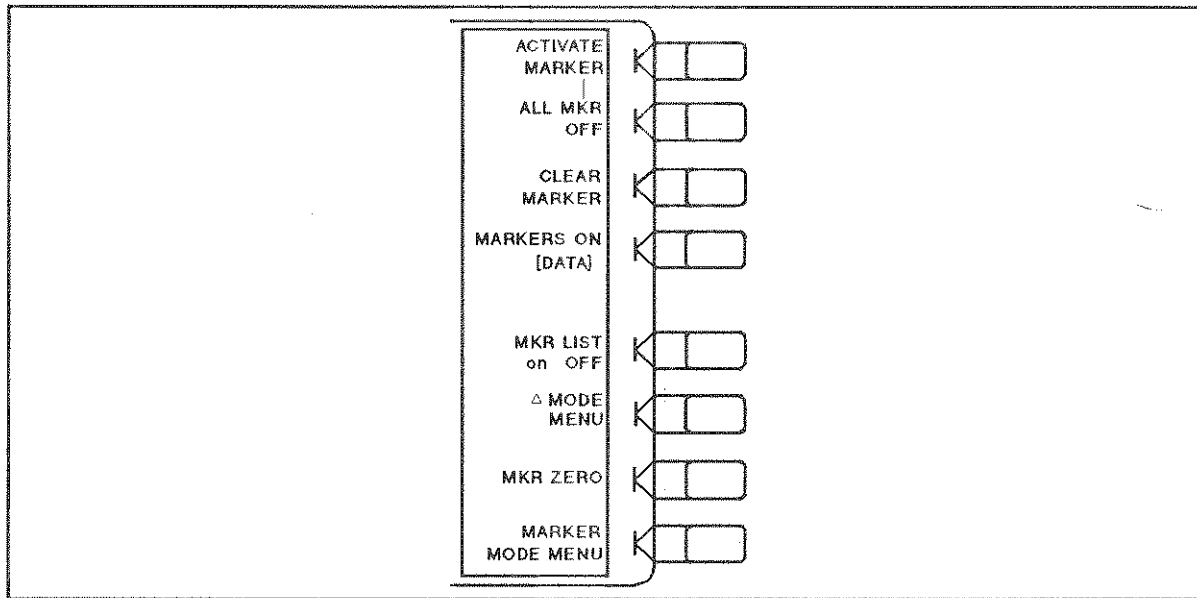 ACTIVATE
MARKER
ALL MKR
OFF
CLEAR
MARKER
MARKERS ON
[DATA]
MKR LIST
on OFF
△ MODE
MENU
MKR ZERO
MARKER
MODE MENU